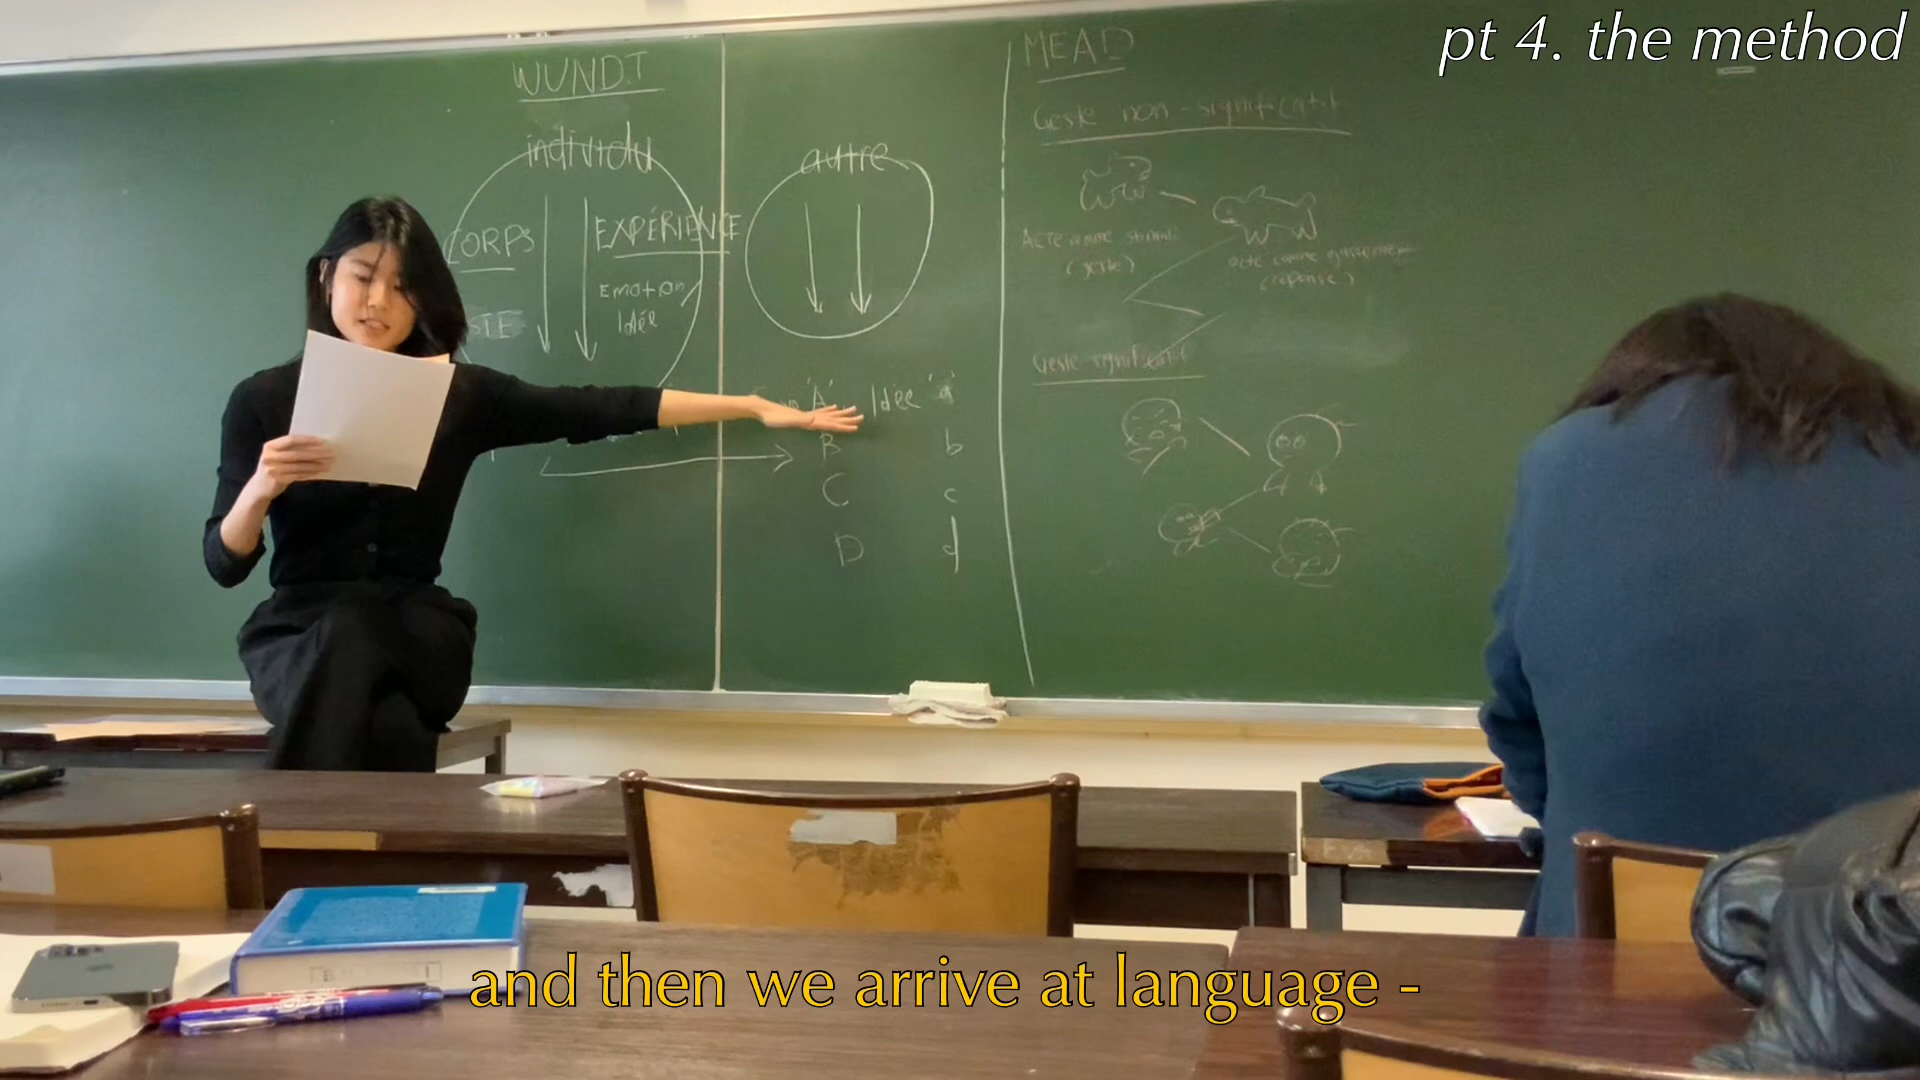 pt 4. the method
WUNDT
individu
CORPS
EXPÉRIENCE
EMOTION
Idée
autre
'A' Idée 'a'
B b
C c
D d
MEAD
Geste non-significatif
ACTE comme stimuli
(geste)
acte comme ajustement
(réponse)
Geste significatif
and then we arrive at language -